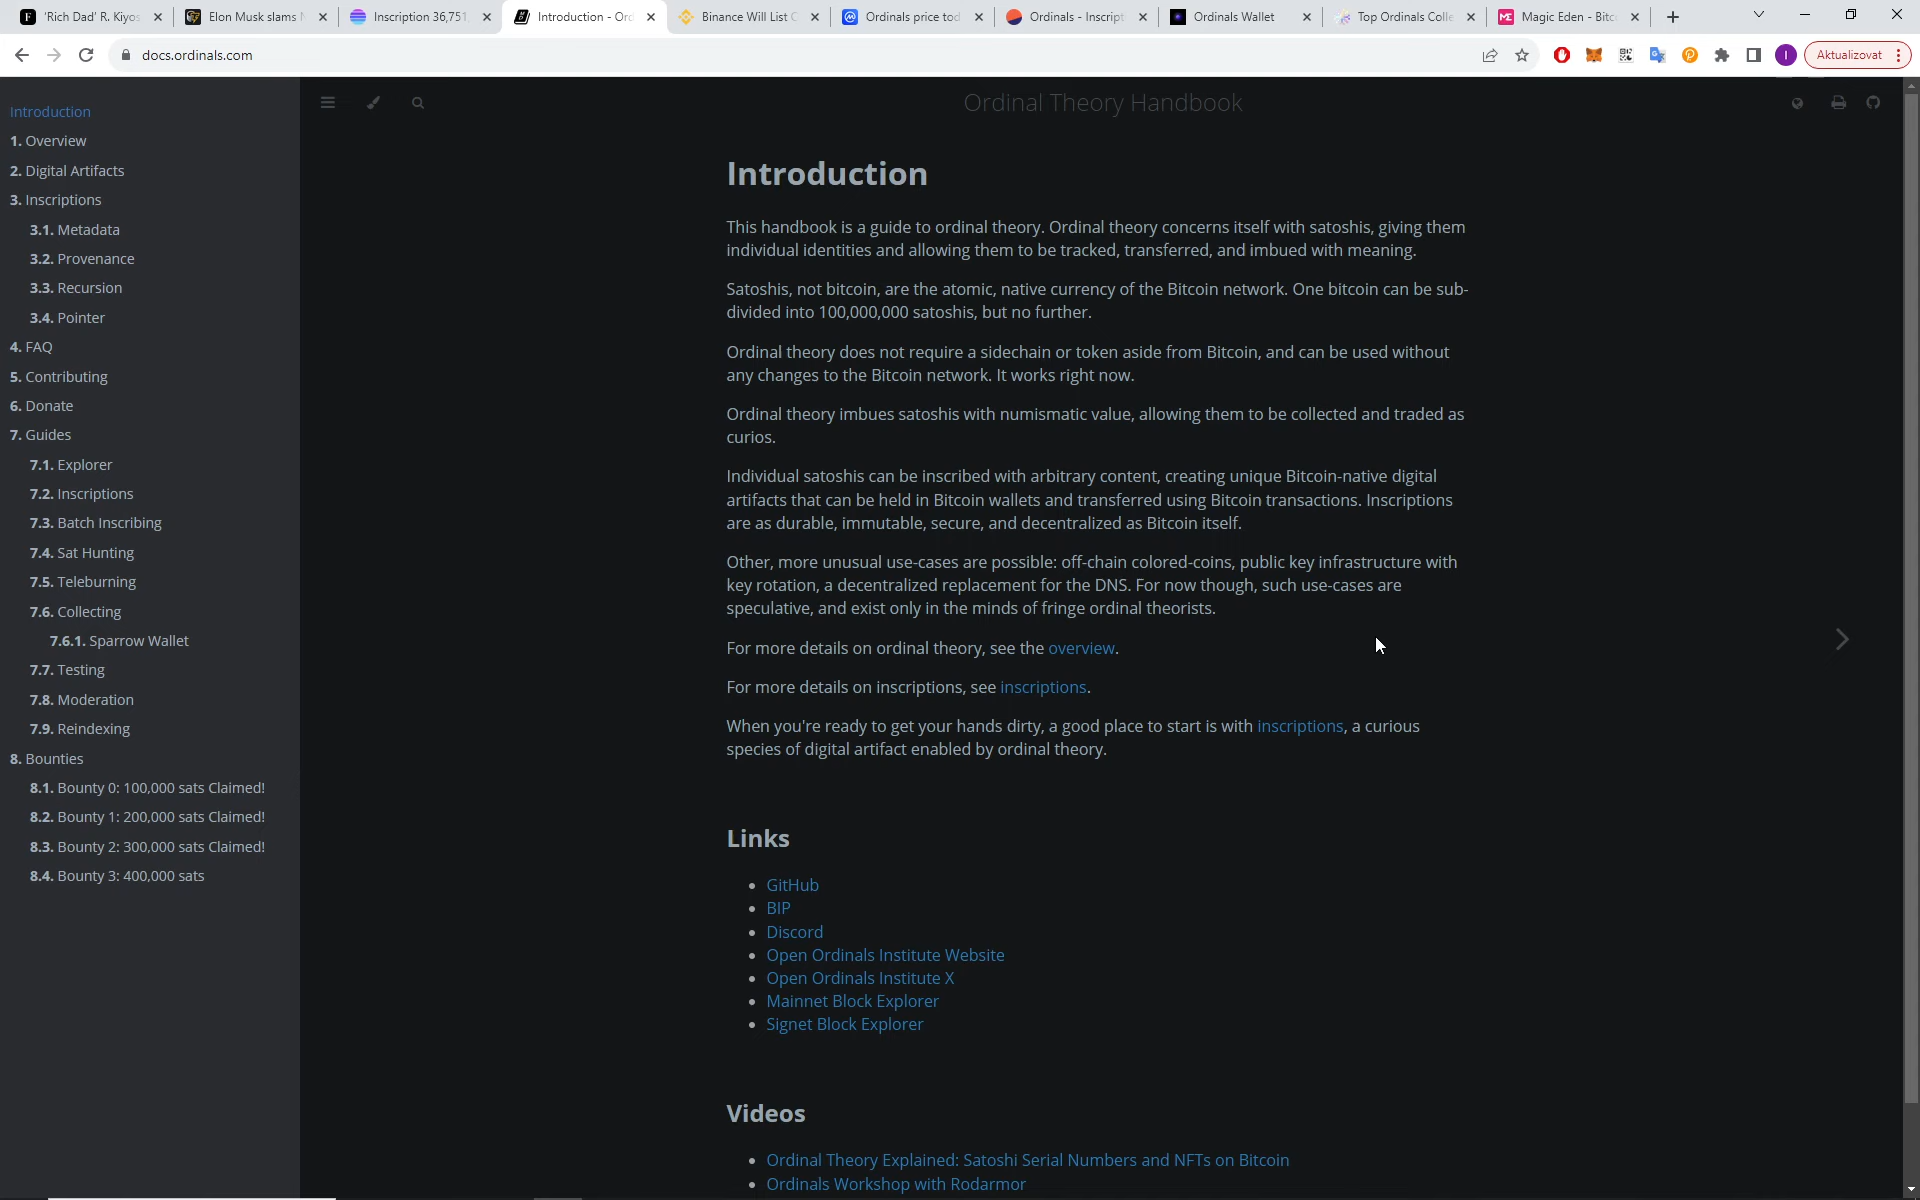 'Rich Dad' R. Kiyos
Elon Musk slams N
Inscription 36,751
Introduction - Ord
Binance Will List O
Ordinals price tod
Ordinals - Inscript
Ordinals Wallet
Top Ordinals Colle
Magic Eden - Bitc
docs.ordinals.com
Aktualizovat
Introduction
1. Overview
2. Digital Artifacts
3. Inscriptions
3.1. Metadata
3.2. Provenance
3.3. Recursion
3.4. Pointer
4. FAQ
5. Contributing
6. Donate
7. Guides
7.1. Explorer
7.2. Inscriptions
7.3. Batch Inscribing
7.4. Sat Hunting
7.5. Teleburning
7.6. Collecting
7.6.1. Sparrow Wallet
7.7. Testing
7.8. Moderation
7.9. Reindexing
8. Bounties
8.1. Bounty 0: 100,000 sats Claimed!
8.2. Bounty 1: 200,000 sats Claimed!
8.3. Bounty 2: 300,000 sats Claimed!
8.4. Bounty 3: 400,000 sats
Ordinal Theory Handbook
Introduction
This handbook is a guide to ordinal theory. Ordinal theory concerns itself with satoshis, giving them
individual identities and allowing them to be tracked, transferred, and imbued with meaning.
Satoshis, not bitcoin, are the atomic, native currency of the Bitcoin network. One bitcoin can be sub-
divided into 100,000,000 satoshis, but no further.
Ordinal theory does not require a sidechain or token aside from Bitcoin, and can be used without
any changes to the Bitcoin network. It works right now.
Ordinal theory imbues satoshis with numismatic value, allowing them to be collected and traded as
curios.
Individual satoshis can be inscribed with arbitrary content, creating unique Bitcoin-native digital
artifacts that can be held in Bitcoin wallets and transferred using Bitcoin transactions. Inscriptions
are as durable, immutable, secure, and decentralized as Bitcoin itself.
Other, more unusual use-cases are possible: off-chain colored-coins, public key infrastructure with
key rotation, a decentralized replacement for the DNS. For now though, such use-cases are
speculative, and exist only in the minds of fringe ordinal theorists.
For more details on ordinal theory, see the overview.
For more details on inscriptions, see inscriptions.
When you're ready to get your hands dirty, a good place to start is with inscriptions, a curious
species of digital artifact enabled by ordinal theory.
Links
GitHub
BIP
Discord
Open Ordinals Institute Website
Open Ordinals Institute X
Mainnet Block Explorer
Signet Block Explorer
Videos
Ordinal Theory Explained: Satoshi Serial Numbers and NFTs on Bitcoin
Ordinals Workshop with Rodarmor